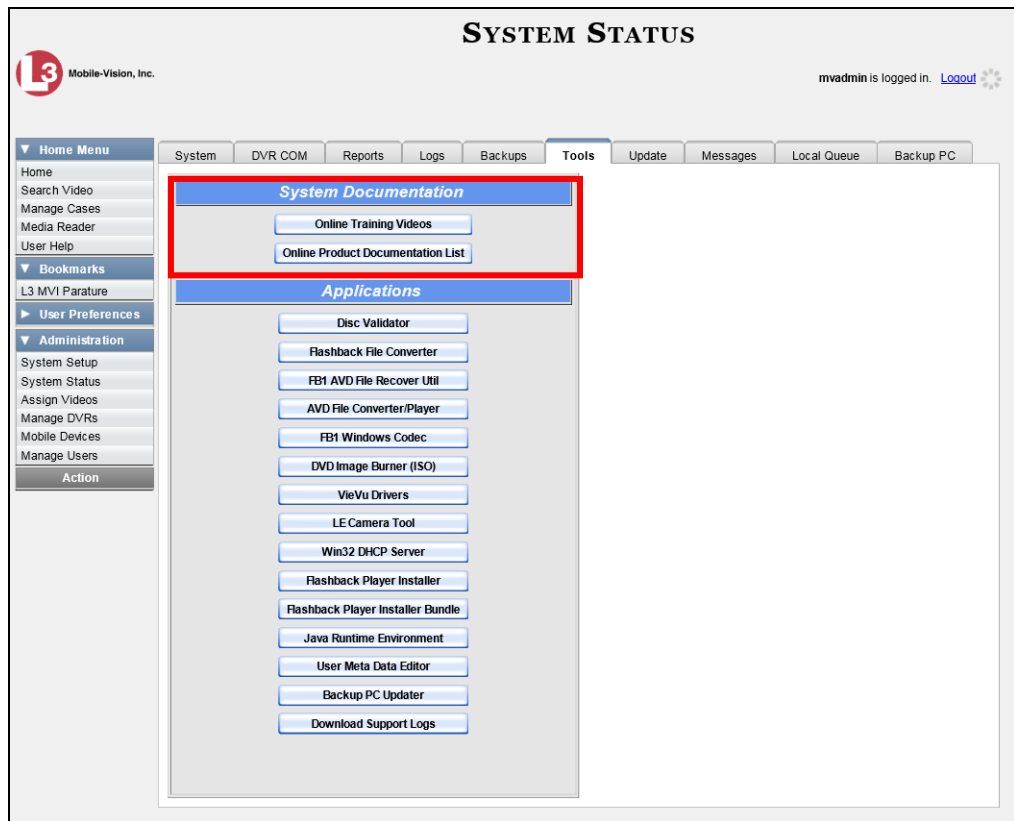 SYSTEM STATUS
L3 Mobile-Vision, Inc.
mvadmin is logged in. Logout
Home Menu
Home
Search Video
Manage Cases
Media Reader
User Help
Bookmarks
L3 MVI Parature
User Preferences
Administration
System Setup
System Status
Assign Videos
Manage DVRs
Mobile Devices
Manage Users
Action
System DVR COM Reports Logs Backups Tools Update Messages Local Queue Backup PC
System Documentation
Online Training Videos
Online Product Documentation List
Applications
Disc Validator
Flashback File Converter
FB1 AVD File Recover Util
AVD File Converter/Player
FB1 Windows Codec
DVD Image Burner (ISO)
VieVu Drivers
LE Camera Tool
Win32 DHCP Server
Flashback Player Installer
Flashback Player Installer Bundle
Java Runtime Environment
User Meta Data Editor
Backup PC Updater
Download Support Logs